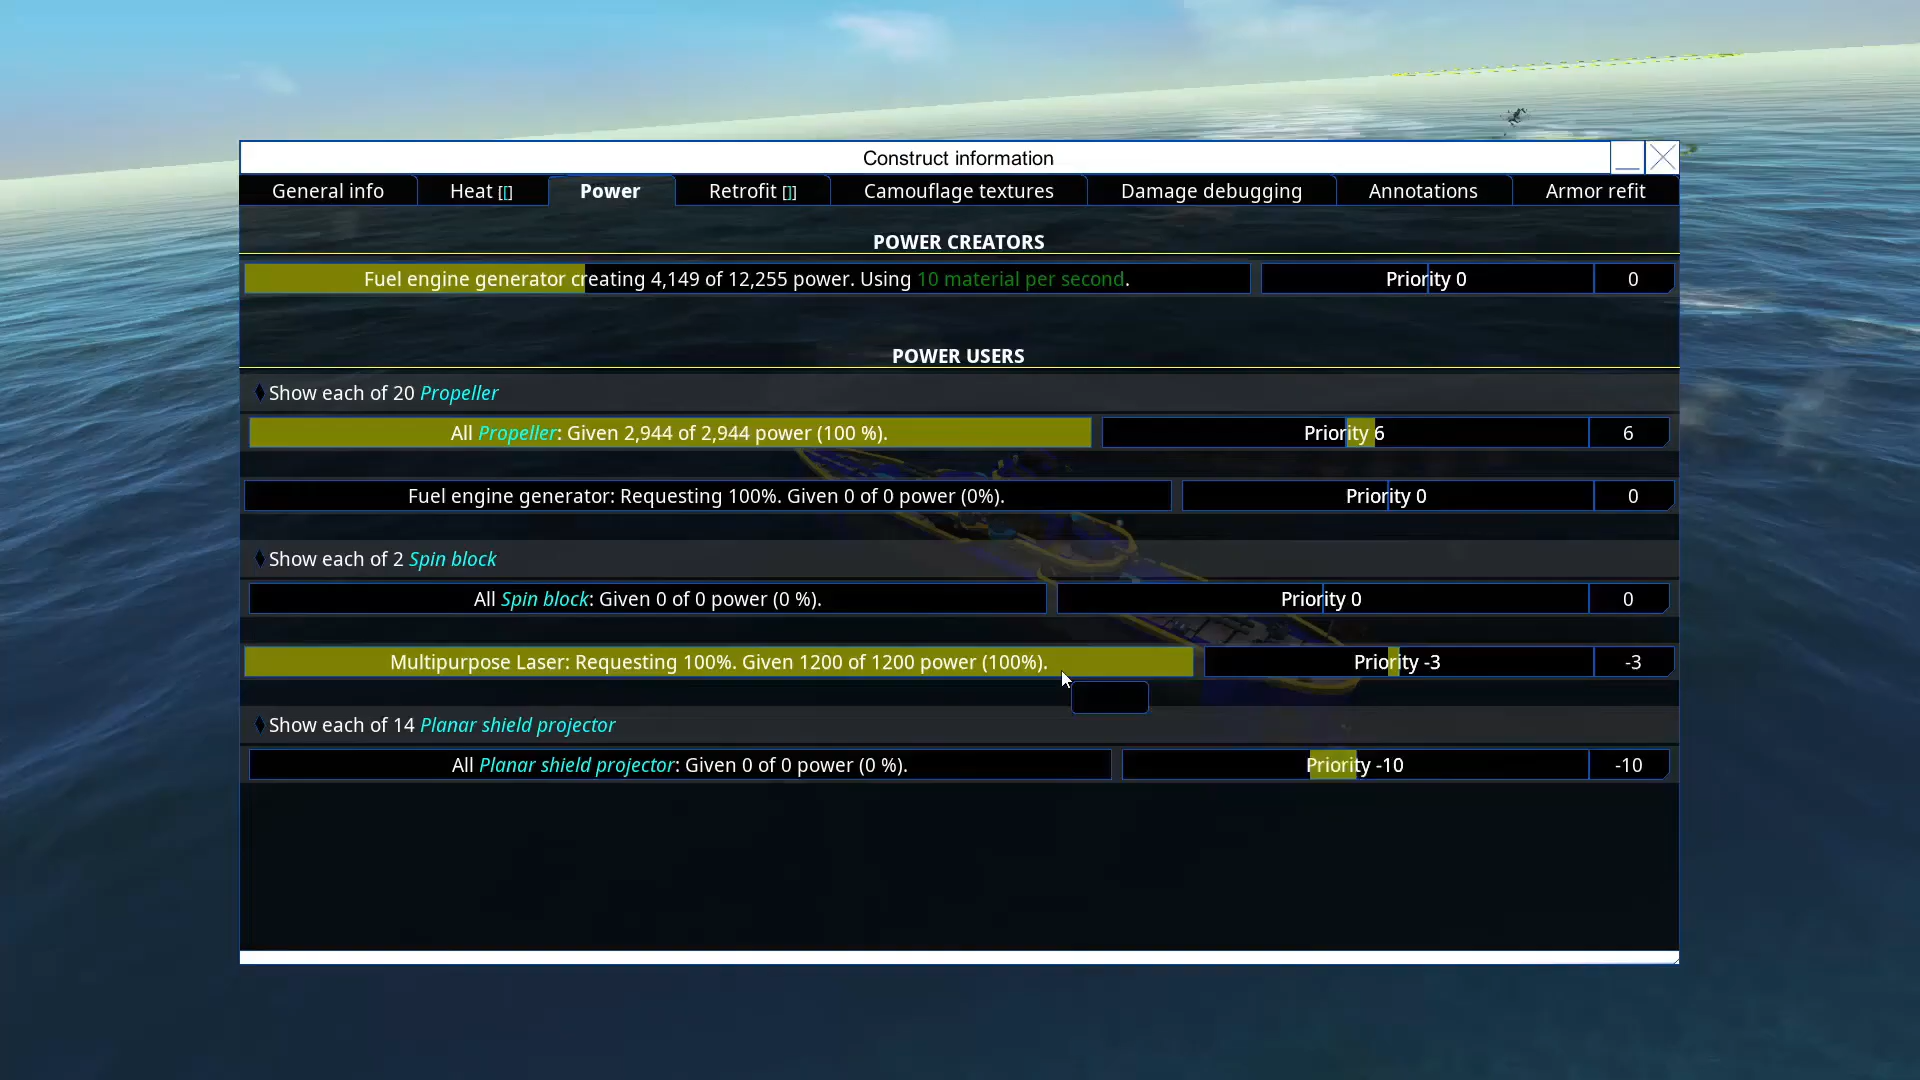 Construct information
General info
Heat [[]
Power
Retrofit []]
Camouflage textures
Damage debugging
Annotations
Armor refit
POWER CREATORS
Fuel engine generator creating 4,149 of 12,255 power. Using 10 material per second.
Priority 0
0
POWER USERS
Show each of 20 Propeller
All Propeller: Given 2,944 of 2,944 power (100 %).
Priority 6
6
Fuel engine generator: Requesting 100%. Given 0 of 0 power (0%).
Priority 0
0
Show each of 2 Spin block
All Spin block: Given 0 of 0 power (0 %).
Priority 0
0
Multipurpose Laser: Requesting 100%. Given 1200 of 1200 power (100%).
Priority -3
-3
Show each of 14 Planar shield projector
All Planar shield projector: Given 0 of 0 power (0 %).
Priority -10
-10